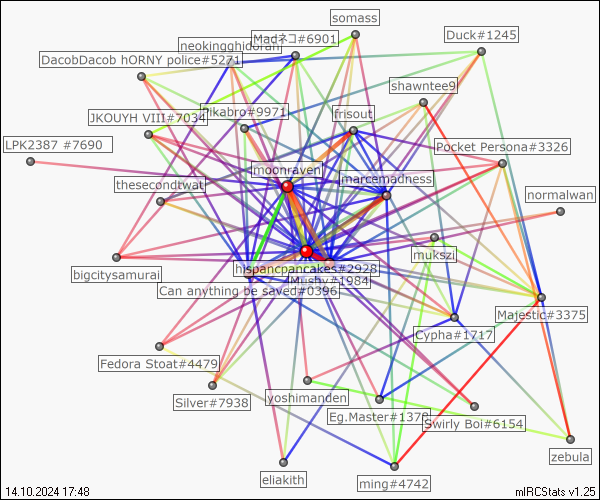 somass
Duck#1245
Madネコ#6901
neokingghidorah
DacobDacob hORNY police#5271
shawntee9
Pikabro#9971
frisout
JKOUYH VIII#7034
LPK2387 #7690
Pocket Persona#3326
moonraven
marcemadness
thesecondtwat
normalwan
mukszi
hispancpancakes#2928
bigcitysamurai
Mushy#1984
Can anything be saved#0396
Majestic#3375
Cypha#1717
Fedora Stoat#4479
yoshimanden
Silver#7938
Eg.Master#1378
Swirly Boi#6154
zebula
eliakith
ming#4742
14.10.2024 17:48
mIRCStats v1.25